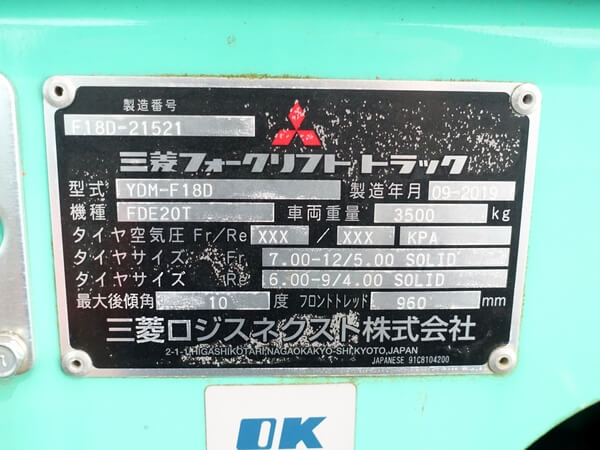 製造番号
F18D-21521
三菱フォークリフトトラック
型式 YDM-F18D 製造年月 09-2019
機種 FDE20T 車両重量 3500 kg
タイヤ空気圧 Fr/Re XXX / XXX KPA
タイヤサイズ Fr 7.00-12/5.00 SOLID
タイヤサイズ Re 6.00-9/4.00 SOLID
最大後傾角 10 度 フロントトレッド 960 mm
三菱ロジスネクスト株式会社
2-1-1,HIGASHIKOTARI,NAGAOKAKYO-SHI,KYOTO,JAPAN
JAPANESE 91C8104200
OK